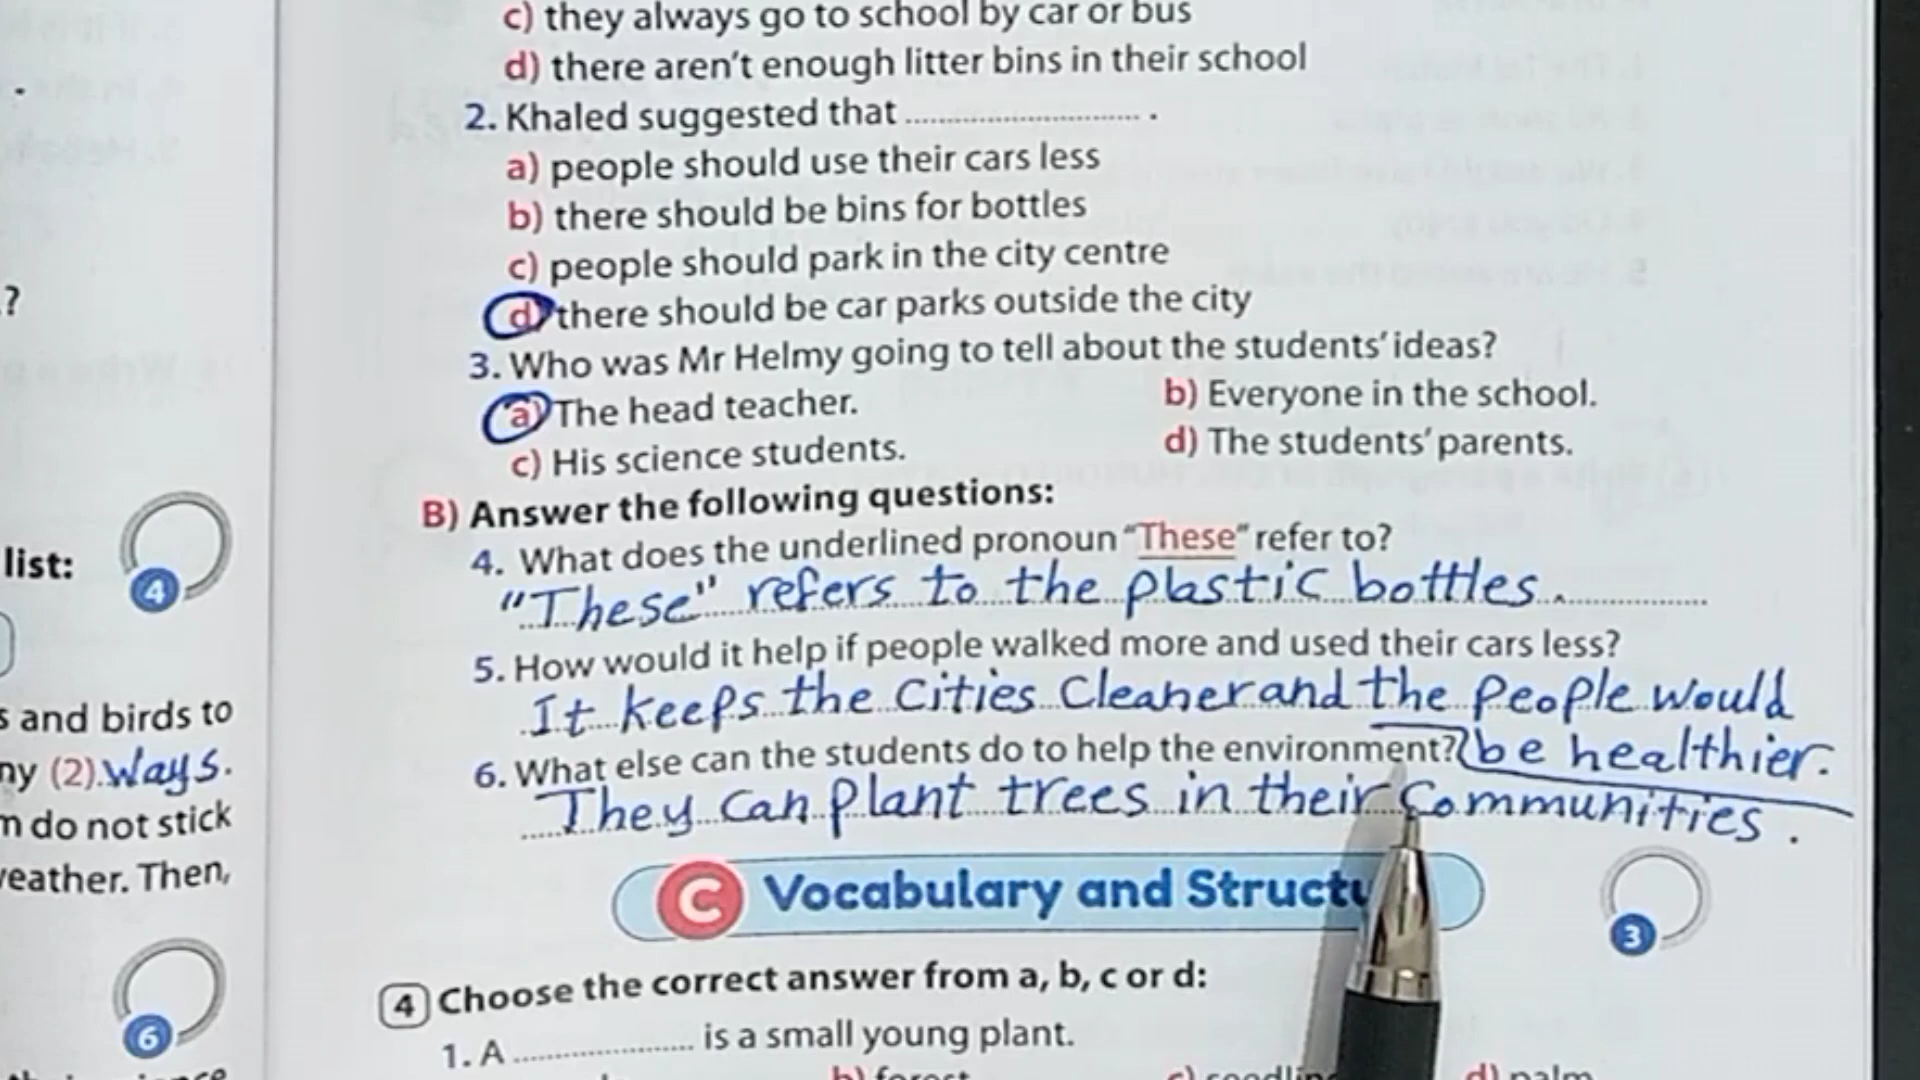 c) they always go to school by car or bus
d) there aren't enough litter bins in their school
2. Khaled suggested that .......................... .
a) people should use their cars less
b) there should be bins for bottles
c) people should park in the city centre
d) there should be car parks outside the city
3. Who was Mr Helmy going to tell about the students' ideas?
a) The head teacher. b) Everyone in the school.
c) His science students. d) The students' parents.
B) Answer the following questions:
4. What does the underlined pronoun "These" refer to?
"These" refers to the plastic bottles.
5. How would it help if people walked more and used their cars less?
It keeps the Cities Cleaner and the People would
be healthier.
6. What else can the students do to help the environment?
They Can plant trees in their Communities.
C Vocabulary and
3
4 Choose the correct answer from a, b, c or d:
1. A .................... is a small young plant.
b) forest c) d) palm
?
list:
4
and birds to
(2) Ways.
do not stick
Then,
6